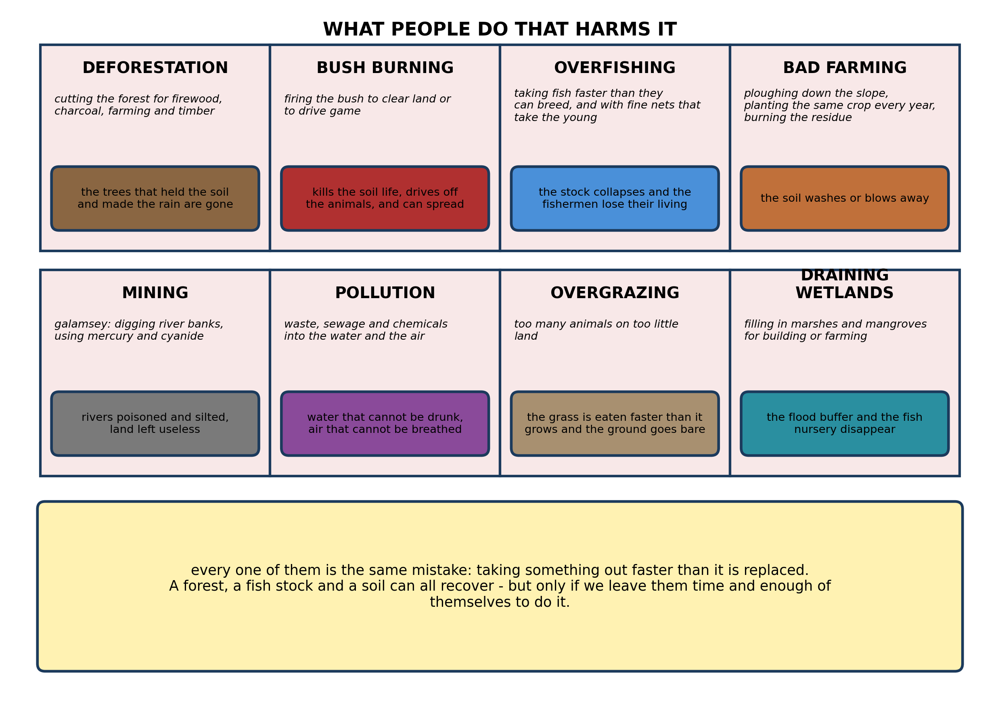 WHAT PEOPLE DO THAT HARMS IT
DEFORESTATION
cutting the forest for firewood,
charcoal, farming and timber
the trees that held the soil
and made the rain are gone
BUSH BURNING
firing the bush to clear land or
to drive game
kills the soil life, drives off
the animals, and can spread
OVERFISHING
taking fish faster than they
can breed, and with fine nets that
take the young
the stock collapses and the
fishermen lose their living
BAD FARMING
ploughing down the slope,
planting the same crop every year,
burning the residue
the soil washes or blows away
MINING
galamsey: digging river banks,
using mercury and cyanide
rivers poisoned and silted,
land left useless
POLLUTION
waste, sewage and chemicals
into the water and the air
water that cannot be drunk,
air that cannot be breathed
OVERGRAZING
too many animals on too little
land
the grass is eaten faster than it
grows and the ground goes bare
DRAINING
WETLANDS
filling in marshes and mangroves
for building or farming
the flood buffer and the fish
nursery disappear
every one of them is the same mistake: taking something out faster than it is replaced.
A forest, a fish stock and a soil can all recover - but only if we leave them time and enough of
themselves to do it.